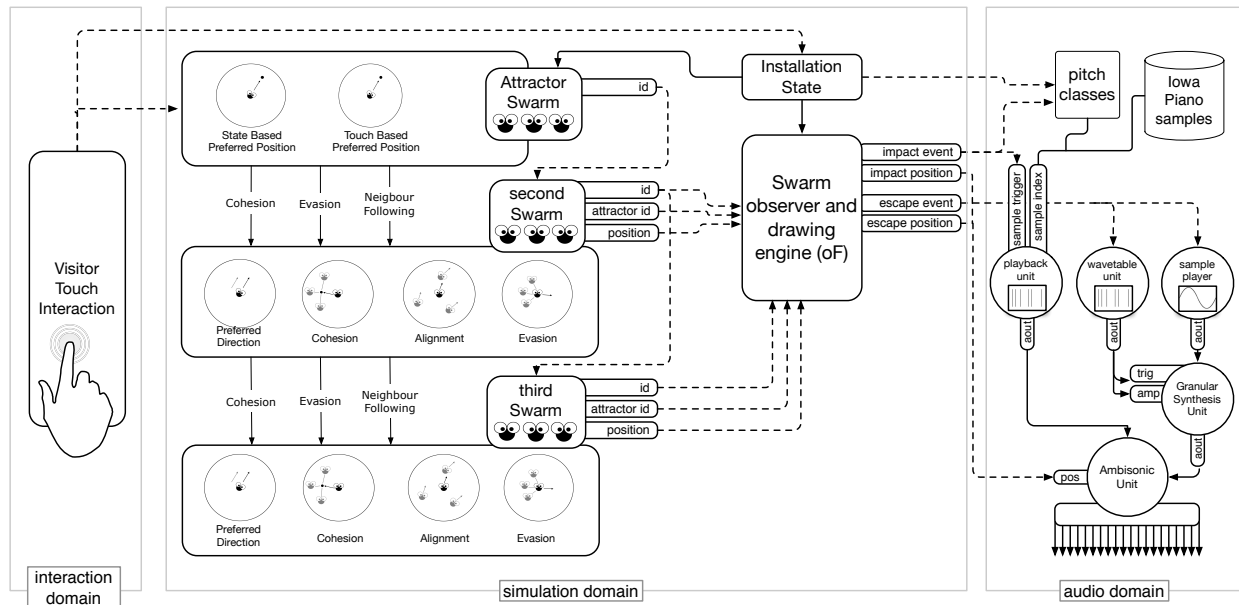 Visitor
Touch
Interaction
interaction
domain
State Based
Preferred Position
Touch Based
Preferred Position
Attractor
Swarm
id
Cohesion
Evasion
Neigbour
Following
second
Swarm
id
attractor id
position
Preferred
Direction
Cohesion
Alignment
Evasion
Cohesion
Evasion
Neighbour
Following
third
Swarm
id
attractor id
position
Preferred
Direction
Cohesion
Alignment
Evasion
Installation
State
Swarm
observer and
drawing
engine (oF)
impact event
impact position
escape event
escape position
simulation domain
pitch
classes
Iowa
Piano
samples
sample trigger
sample index
playback
unit
wavetable
unit
sample
player
aout
aout
aout
trig
amp
Granular
Synthesis
Unit
aout
pos
Ambisonic
Unit
audio domain